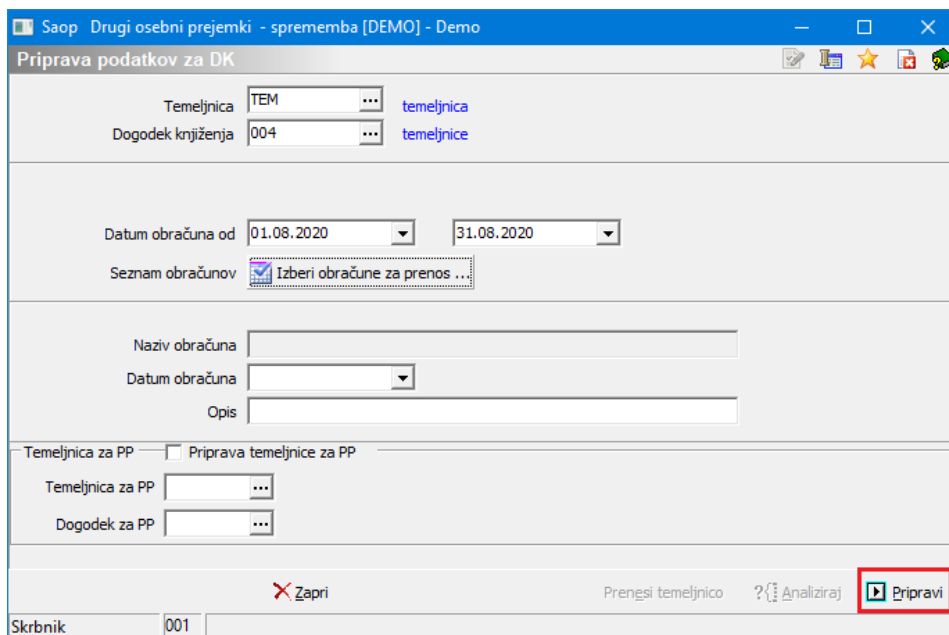 Saop Drugi osebni prejemki - sprememba [DEMO] - Demo
Priprava podatkov za DK
Temeljnica TEM ... temeljnica
Dogodek knjiženja 004 ... temeljnice
Datum obračuna od 01.08.2020 31.08.2020
Seznam obračunov Izberi obračune za prenos ...
Naziv obračuna
Datum obračuna
Opis
Temeljnica za PP Priprava temeljnice za PP
Temeljnica za PP ...
Dogodek za PP ...
Zapri Prenesi temeljnico ?{ Analiziraj Pripravi
Skrbnik 001